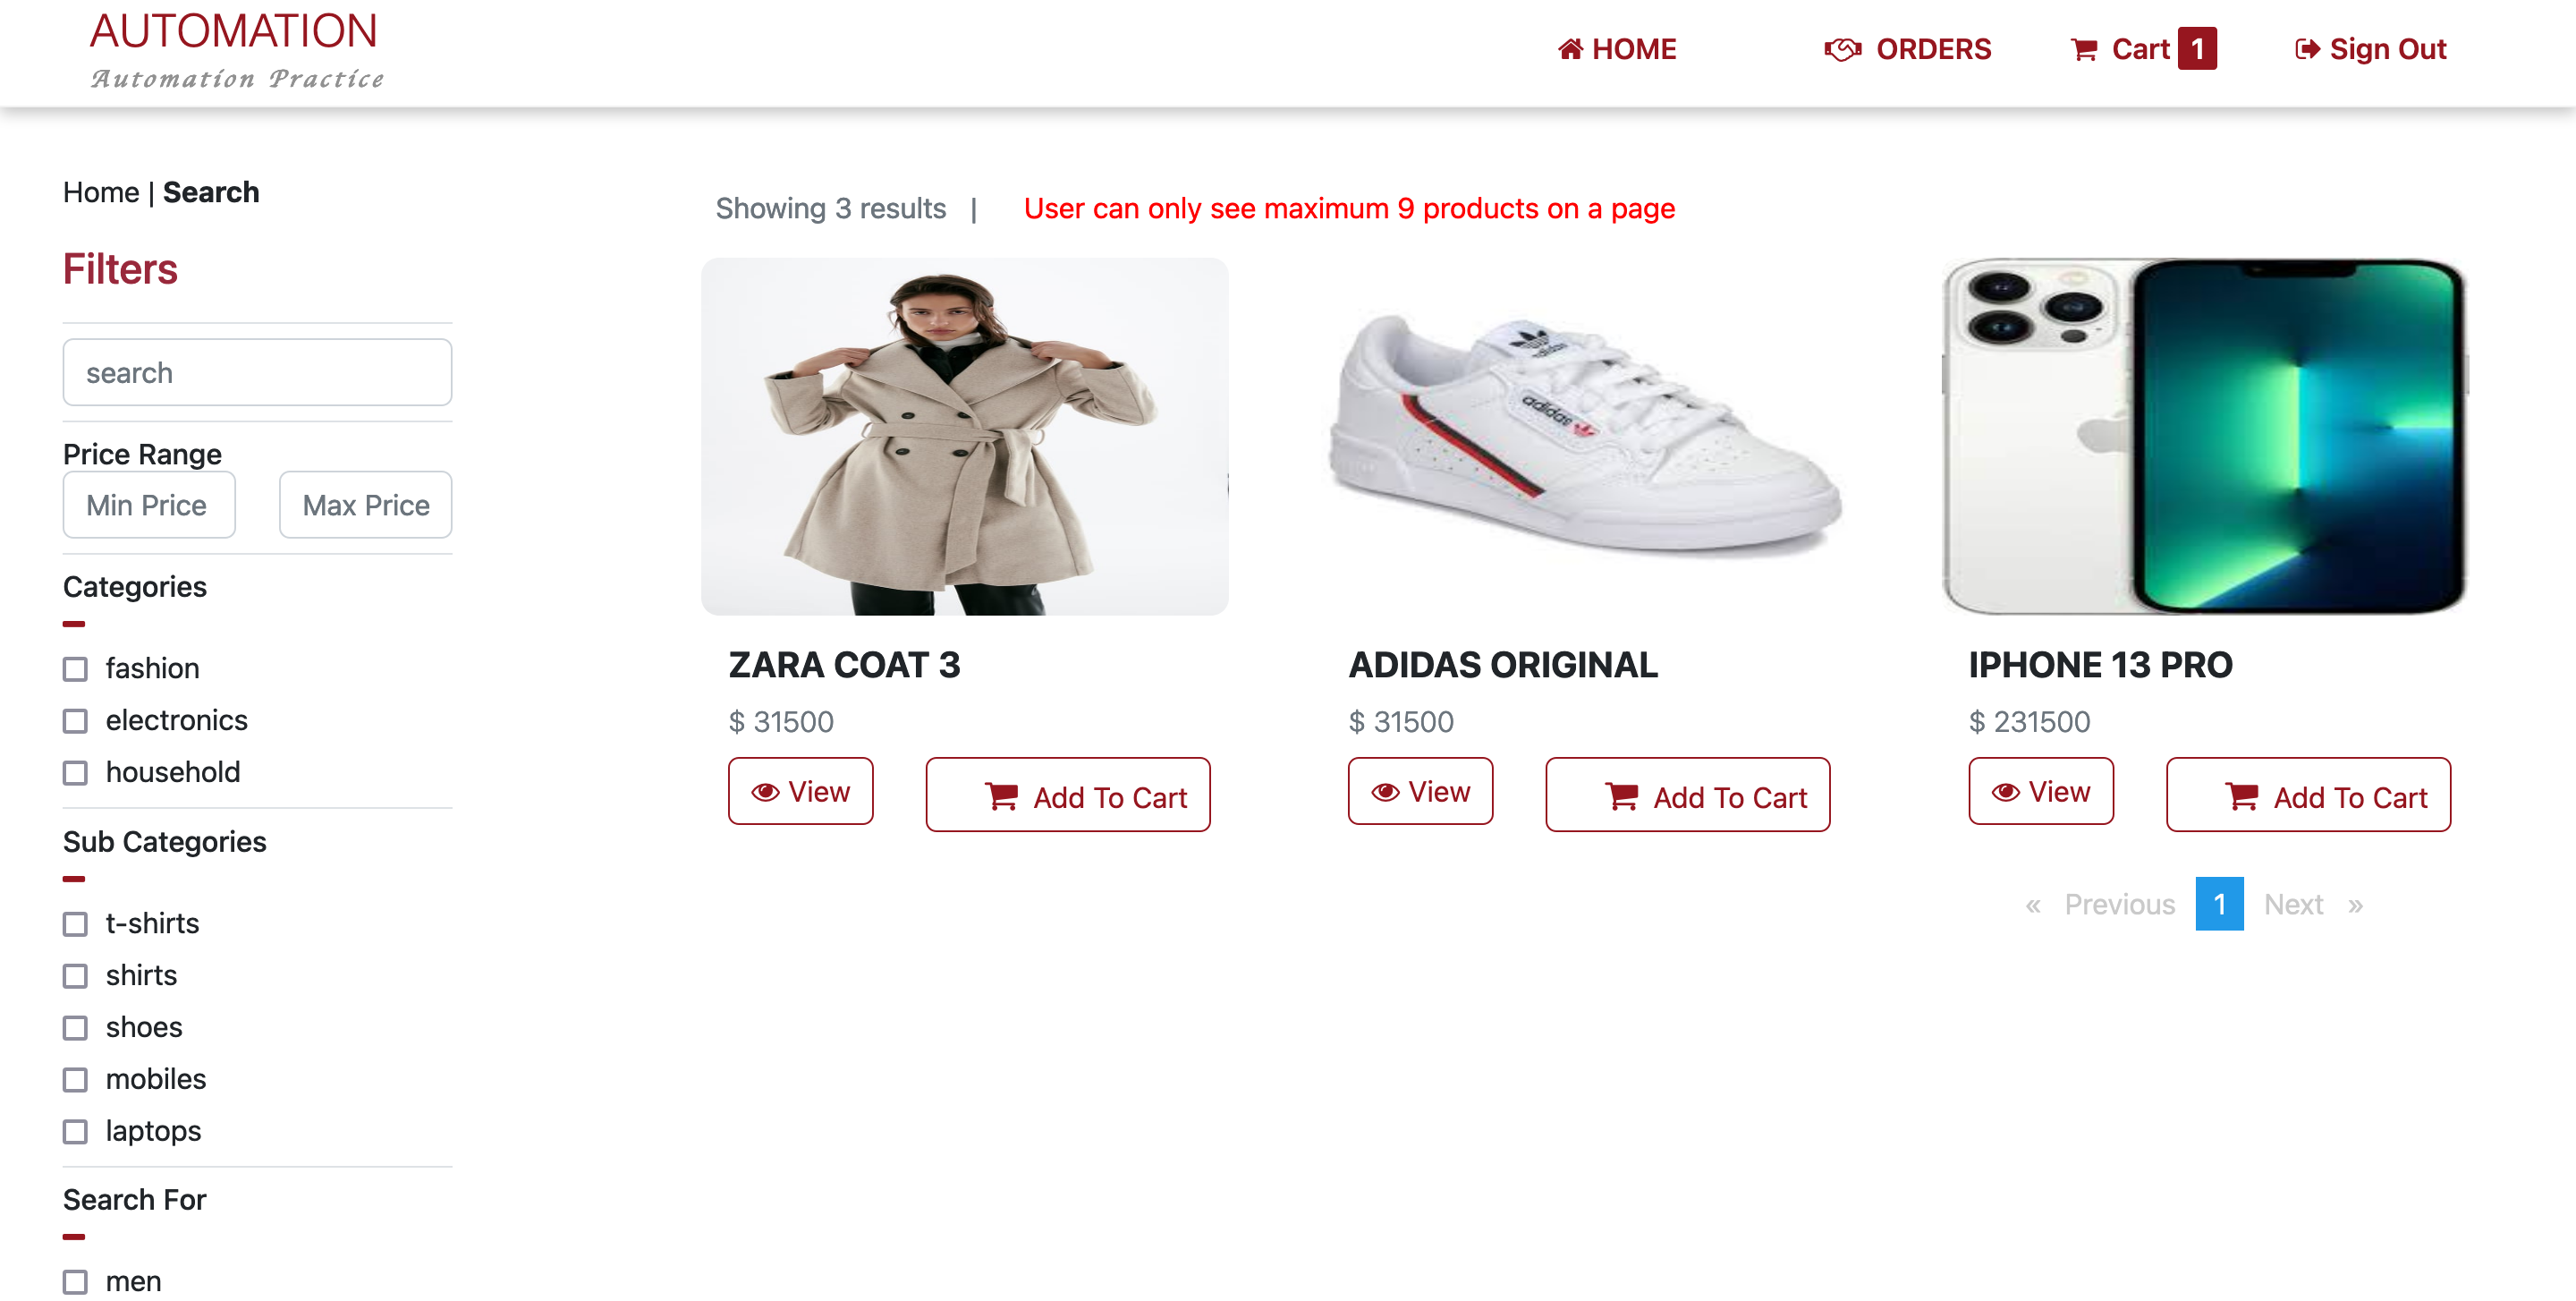 AUTOMATION
Automation Practice
HOME
ORDERS
Cart 1
Sign Out
Home | Search
Showing 3 results | User can only see maximum 9 products on a page
Filters
search
Price Range
Min Price
Max Price
Categories
fashion
electronics
household
Sub Categories
t-shirts
shirts
shoes
mobiles
laptops
Search For
men
adidas
adidas
ZARA COAT 3
$ 31500
View
Add To Cart
ADIDAS ORIGINAL
$ 31500
View
Add To Cart
IPHONE 13 PRO
$ 231500
View
Add To Cart
« Previous 1 Next »